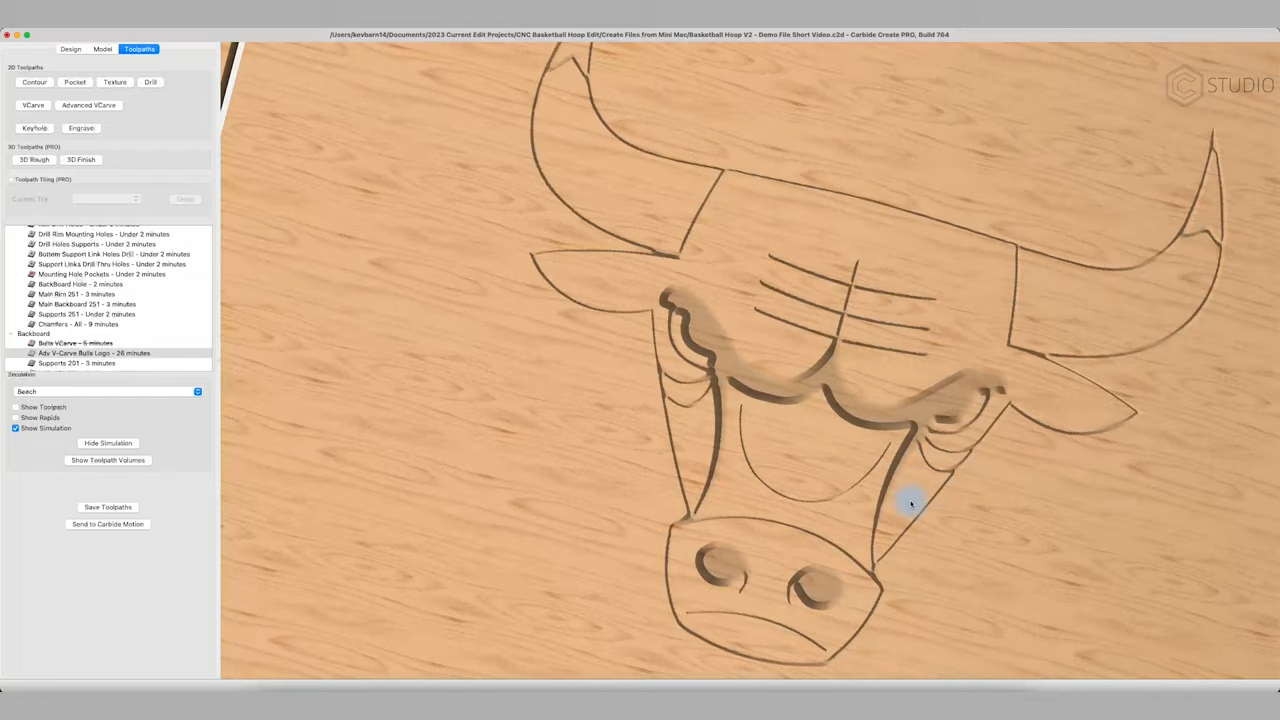 /Users/kevbarn14/Documents/2023 Current Edit Projects/CNC Basketball Hoop Edit/Create Files from Mini Mac/Basketball Hoop V2 - Demo File Short Video.c2d - Carbide Create PRO, Build 764
Design Model Toolpaths
2D Toolpaths
Contour Pocket Texture Drill
VCarve Advanced VCarve
Keyhole Engrave
3D Toolpaths (PRO)
3D Rough 3D Finish
Toolpath Tiling (PRO)
Current Tile
Drill Rim Mounting Holes - Under 2 minutes
Drill Holes Supports - Under 2 minutes
Bottom Support Link Holes Drill - Under 2 minutes
Support Links Drill Thru Holes - Under 2 minutes
Mounting Hole Pockets - Under 2 minutes
BackBoard Hole - 2 minutes
Main Rim 251 - 3 minutes
Main Backboard 251 - 3 minutes
Supports 251 - Under 2 minutes
Chamfers - All - 9 minutes
Backboard
Bulls VCarve - 5 minutes
Adv V-Carve Bulls Logo - 26 minutes
Supports 201 - 3 minutes
Simulation
Beech
Show Toolpath
Show Rapids
Show Simulation
Hide Simulation
Show Toolpath Volumes
Save Toolpaths
Send to Carbide Motion
STUDIO